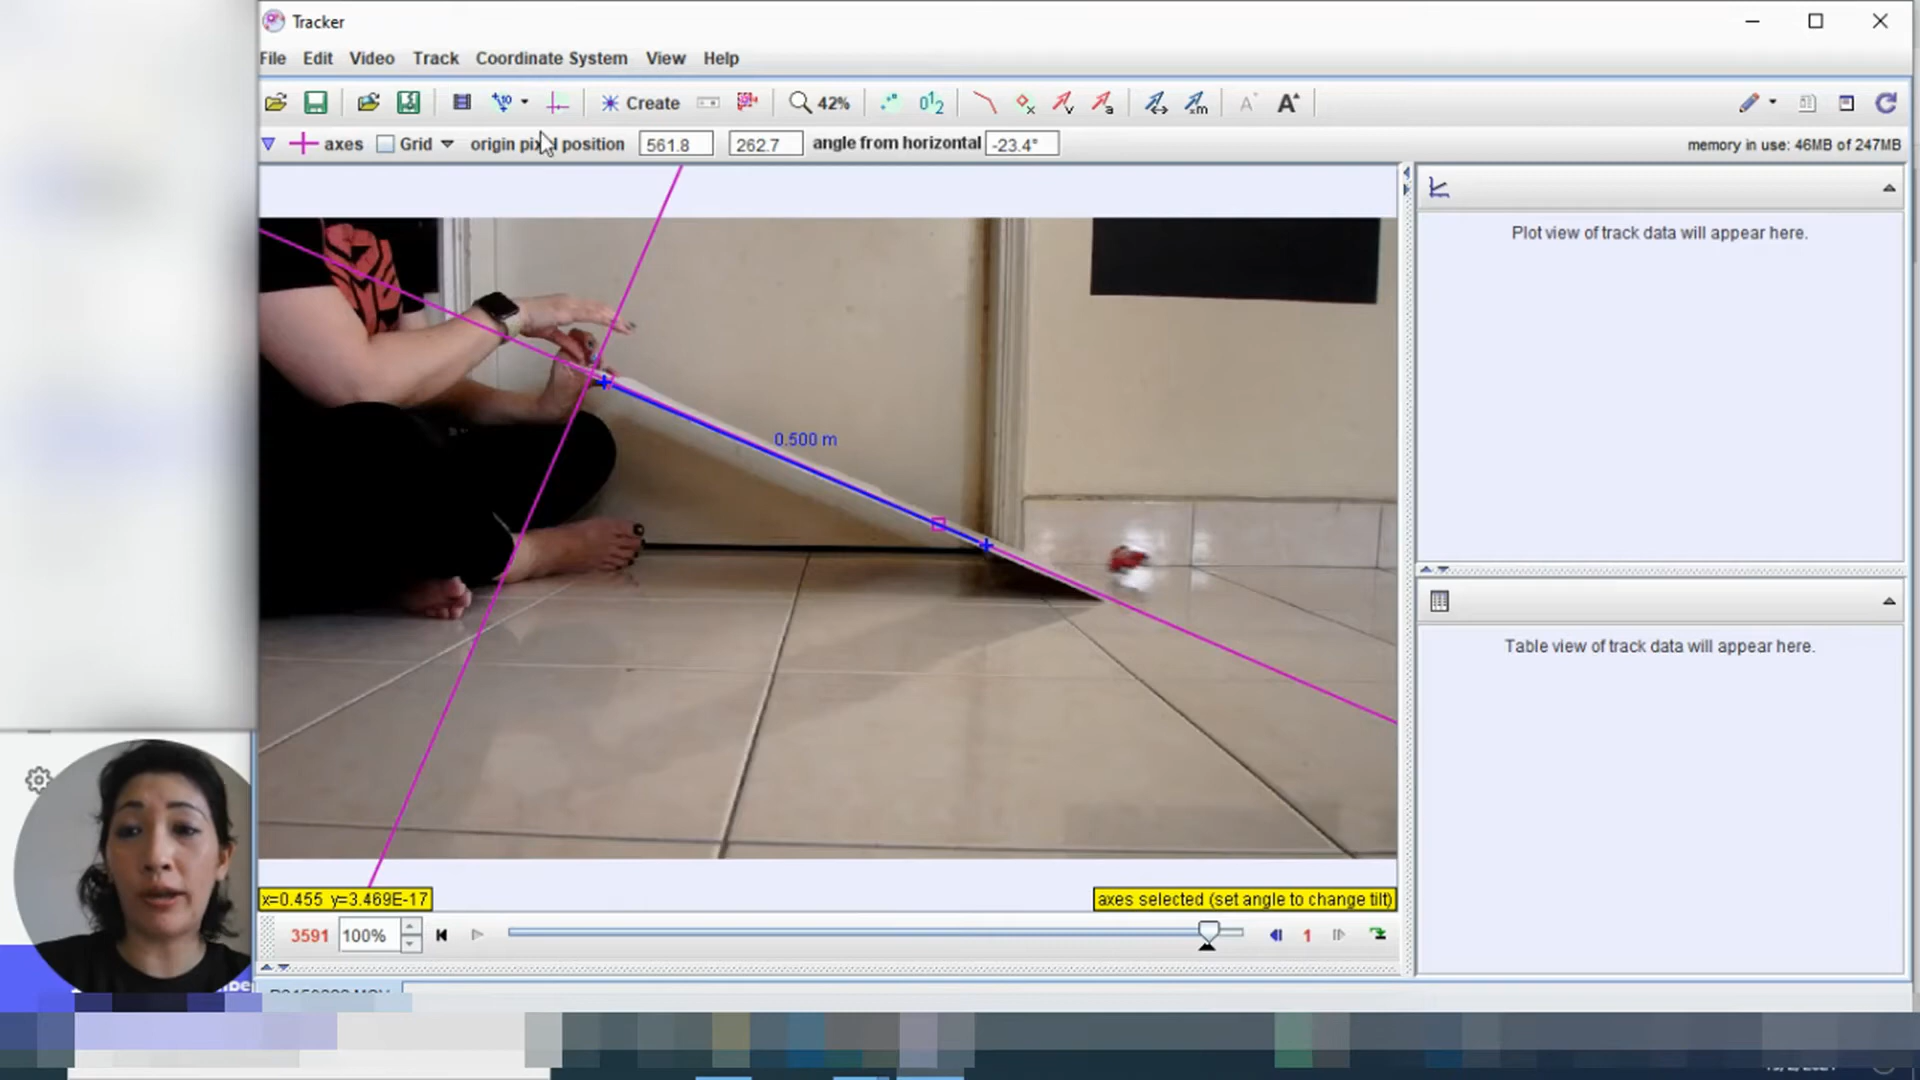 Tracker
File Edit Video Track Coordinate System View Help
Create 42%
axes Grid origin pixel position 561.8 262.7 angle from horizontal -23.4° memory in use: 46MB of 247MB
Plot view of track data will appear here.
0.500 m
Table view of track data will appear here.
x=0.455 y=3.469E-17
axes selected (set angle to change tilt)
3591 100% 1